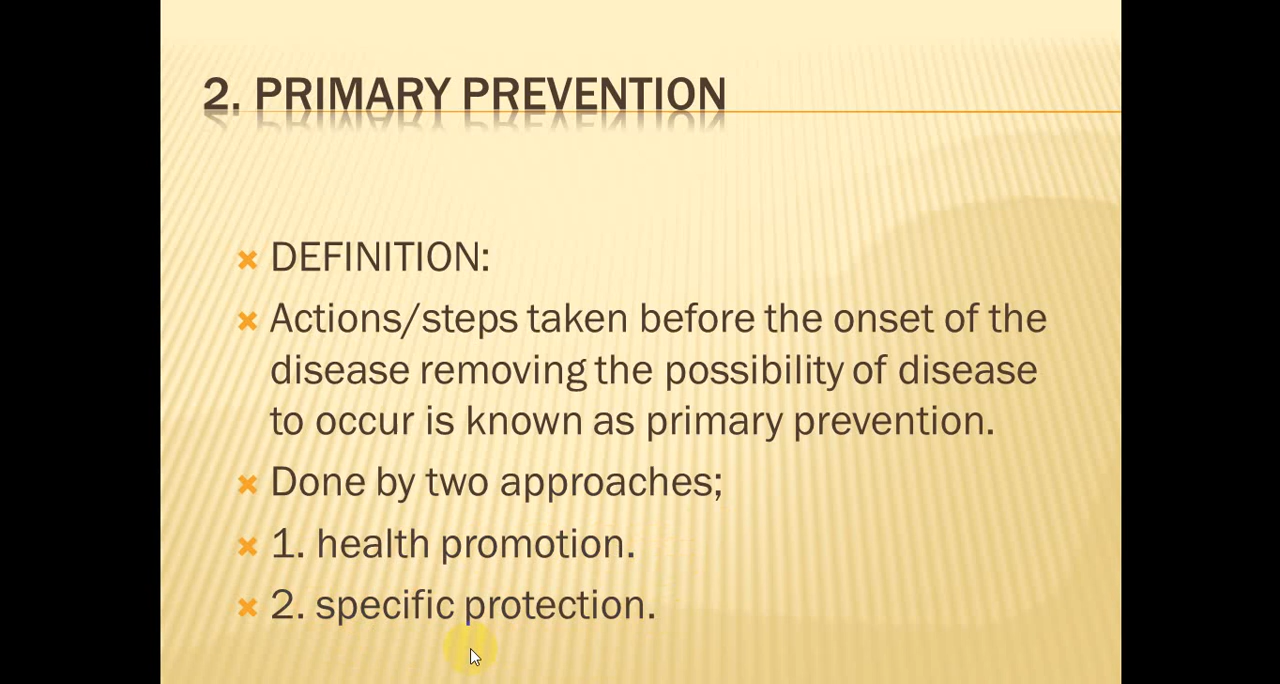 2. PRIMARY PREVENTION
DEFINITION:
Actions/steps taken before the onset of the
disease removing the possibility of disease
to occur is known as primary prevention.
Done by two approaches;
1. health promotion.
2. specific protection.